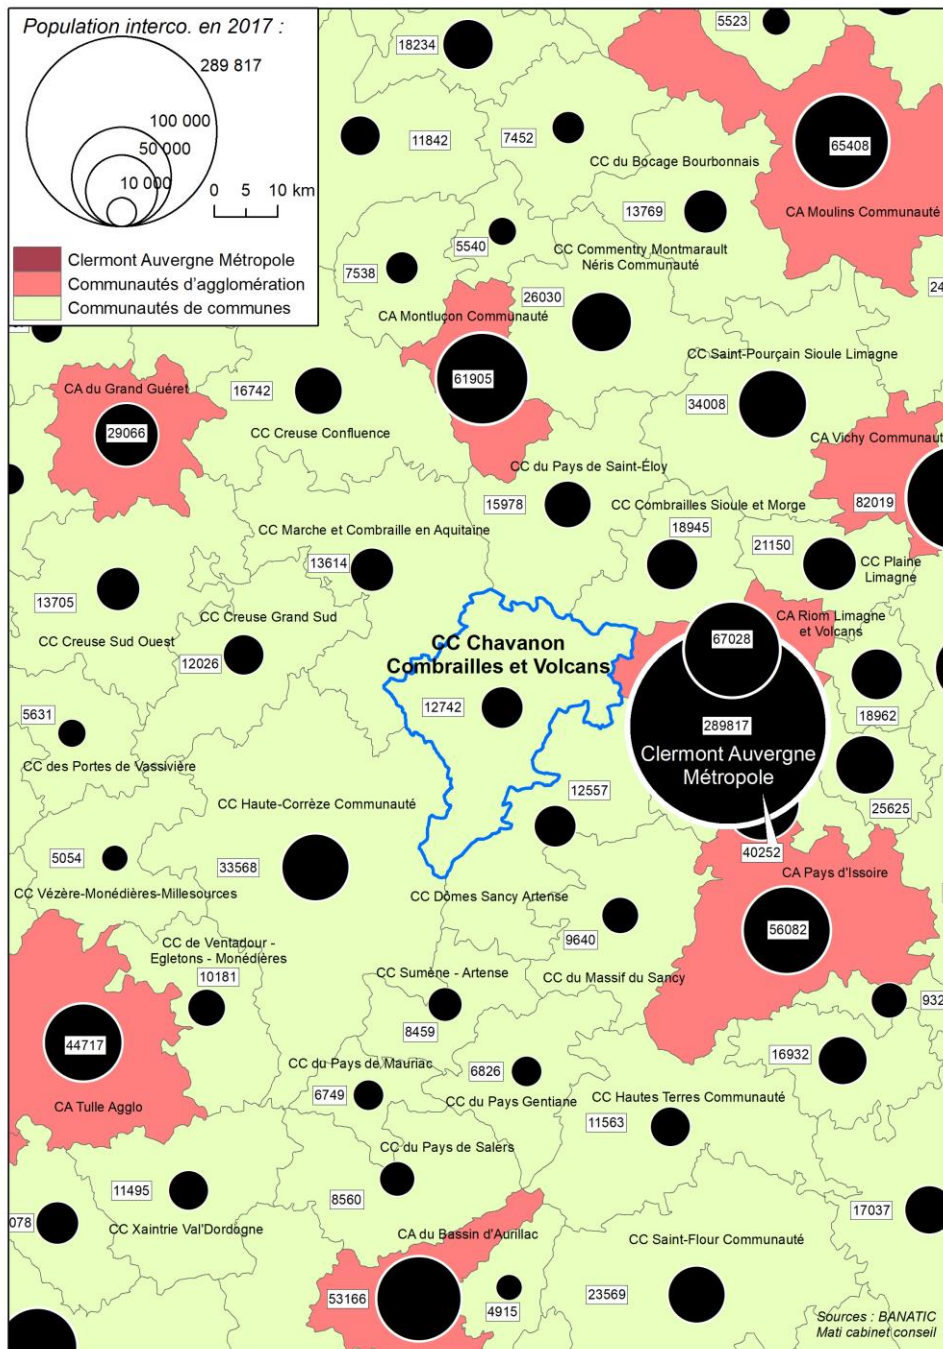 Population interco. en 2017 :
289 817
100 000
50 000
10 000
0 5 10 km
Clermont Auvergne Métropole
Communautés d'agglomération
Communautés de communes
5523
18234
11842
7452
65408
CC du Bocage Bourbonnais
13769
CA Moulins Communauté
5540
CC Commentry Montmarault
Néris Communauté
7538
26030
24
CA Montluçon Communauté
CC Saint-Pourçain Sioule Limagne
61905
34008
CA du Grand Guéret
16742
29066
CC Creuse Confluence
CA Vichy Communaut
CC du Pays de Saint-Éloy
15978
82019
CC Combrailles Sioule et Morge
18945
CC Marche et Combraille en Aquitaine
21150
13614
CC Plaine
Limagne
13705
CC Creuse Grand Sud
CC Creuse Sud Ouest
12026
CC Chavanon
Combrailles et Volcans
CA Riom Limagne
et Volcans
67028
12742
5631
18962
289817
Clermont Auvergne
Métropole
CC des Portes de Vassivière
12557
CC Haute-Corrèze Communauté
25625
5054
33568
40252
CA Pays d'Issoire
CC Vézère-Monédières-Millesources
CC Dômes Sancy Artense
56082
9640
CC de Ventadour -
Egletons - Monédières
10181
CC Sumène - Artense
CC du Massif du Sancy
932
8459
44717
16932
CC du Pays de Mauriac
6826
6749
CC du Pays Gentiane
CC Hautes Terres Communauté
CA Tulle Agglo
11563
CC du Pays de Salers
11495
8560
078
CC Xaintrie Val'Dordogne
17037
CA du Bassin d'Aurillac
CC Saint-Flour Communauté
53166
4915
23569
Sources : BANATIC
Mati cabinet conseil